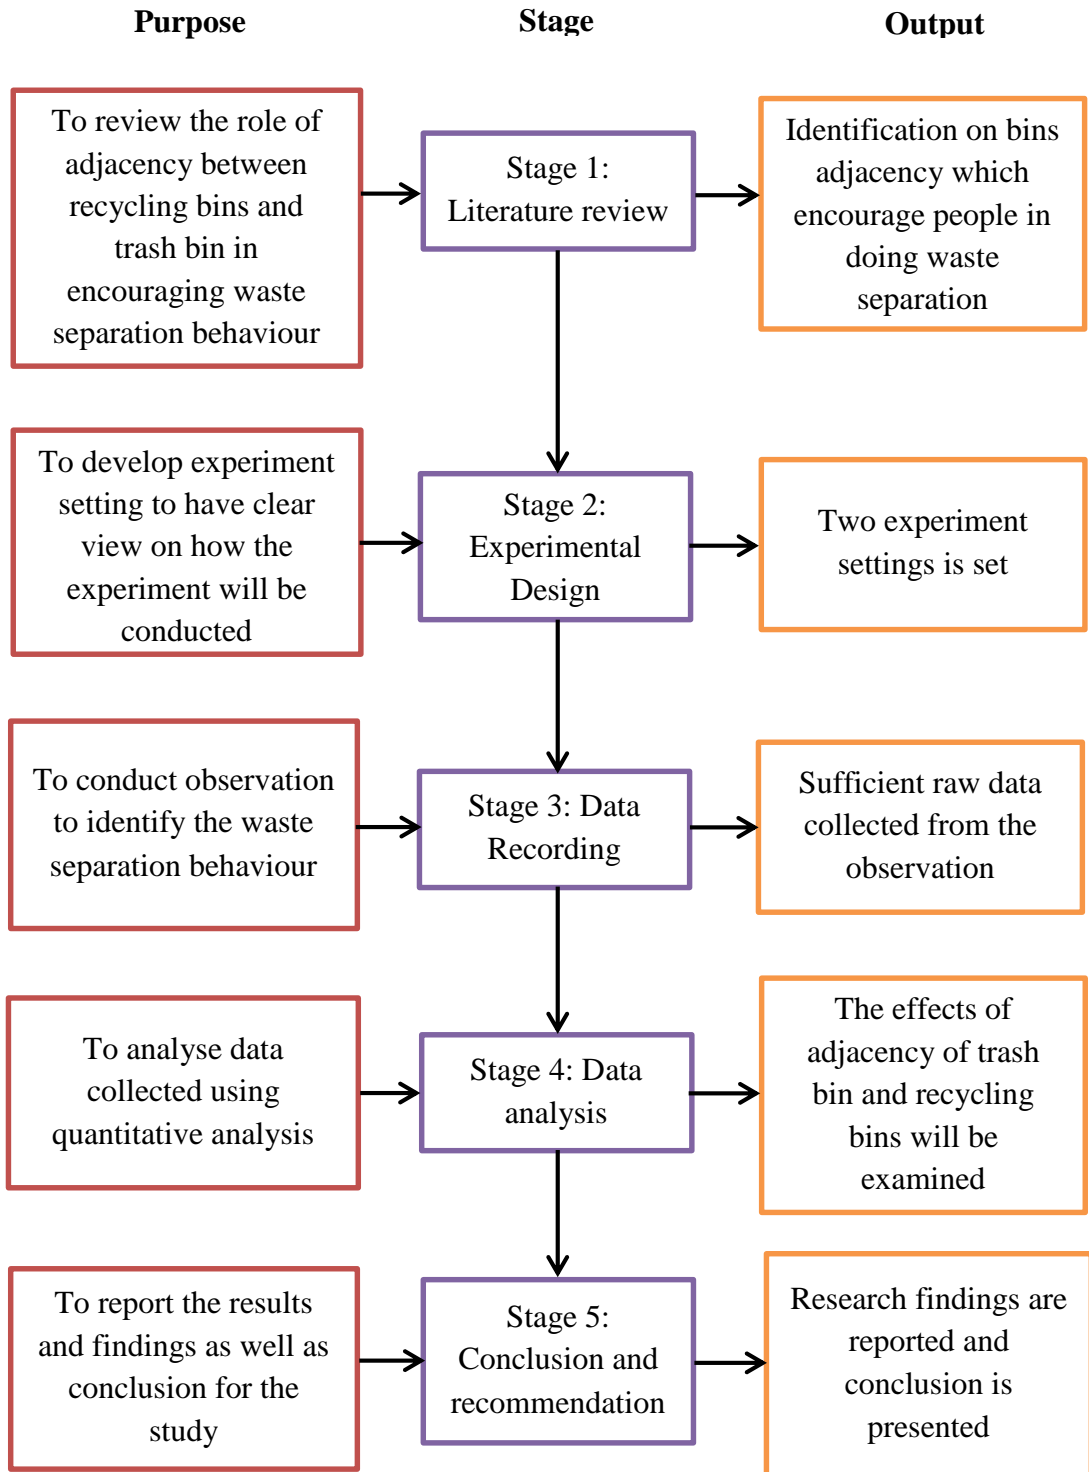 Purpose
Stage
Output
To review the role of
adjacency between
recycling bins and
trash bin in
encouraging waste
separation behaviour
Stage 1:
Literature review
Identification on bins
adjacency which
encourage people in
doing waste
separation
To develop experiment
setting to have clear
view on how the
experiment will be
conducted
Stage 2:
Experimental
Design
Two experiment
settings is set
To conduct observation
to identify the waste
separation behaviour
Stage 3: Data
Recording
Sufficient raw data
collected from the
observation
To analyse data
collected using
quantitative analysis
Stage 4: Data
analysis
The effects of
adjacency of trash
bin and recycling
bins will be
examined
To report the results
and findings as well as
conclusion for the
study
Stage 5:
Conclusion and
recommendation
Research findings are
reported and
conclusion is
presented